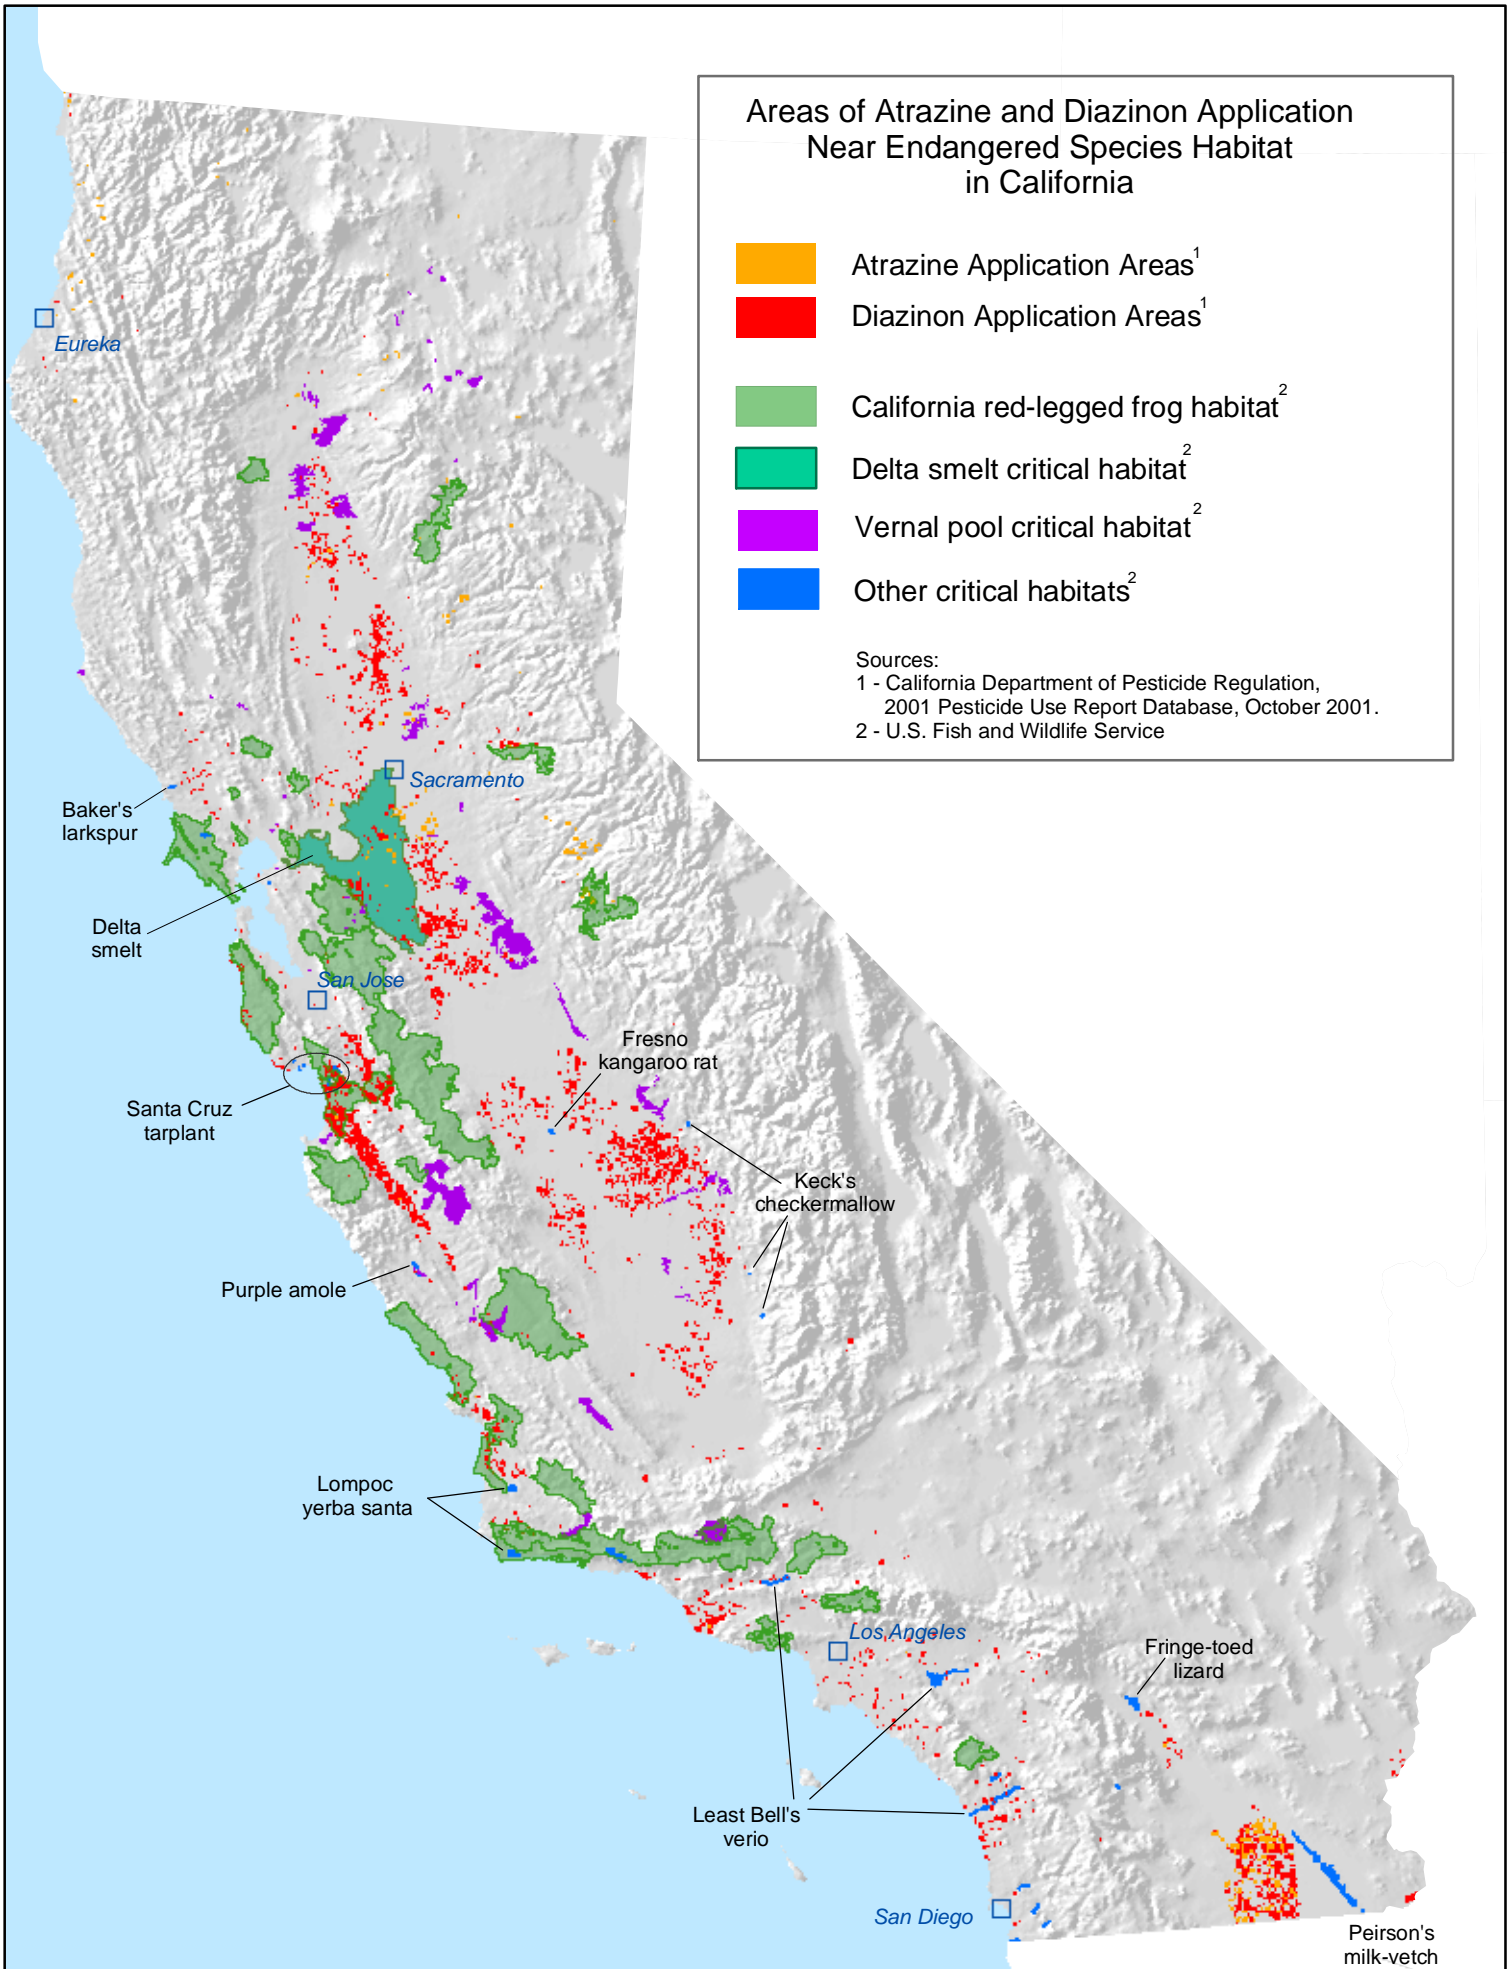 Areas of Atrazine and Diazinon Application
Near Endangered Species Habitat
in California
Atrazine Application Areas1
Diazinon Application Areas1
California red-legged frog habitat2
Delta smelt critical habitat2
Vernal pool critical habitat2
Other critical habitats2
Sources:
1 - California Department of Pesticide Regulation,
2001 Pesticide Use Report Database, October 2001.
2 - U.S. Fish and Wildlife Service
Eureka
Sacramento
Baker's
larkspur
Delta
smelt
San Jose
Fresno
kangaroo rat
Santa Cruz
tarplant
Keck's
checkermallow
Purple amole
Lompoc
yerba santa
Los Angeles
Fringe-toed
lizard
Least Bell's
verio
San Diego
Peirson's
milk-vetch